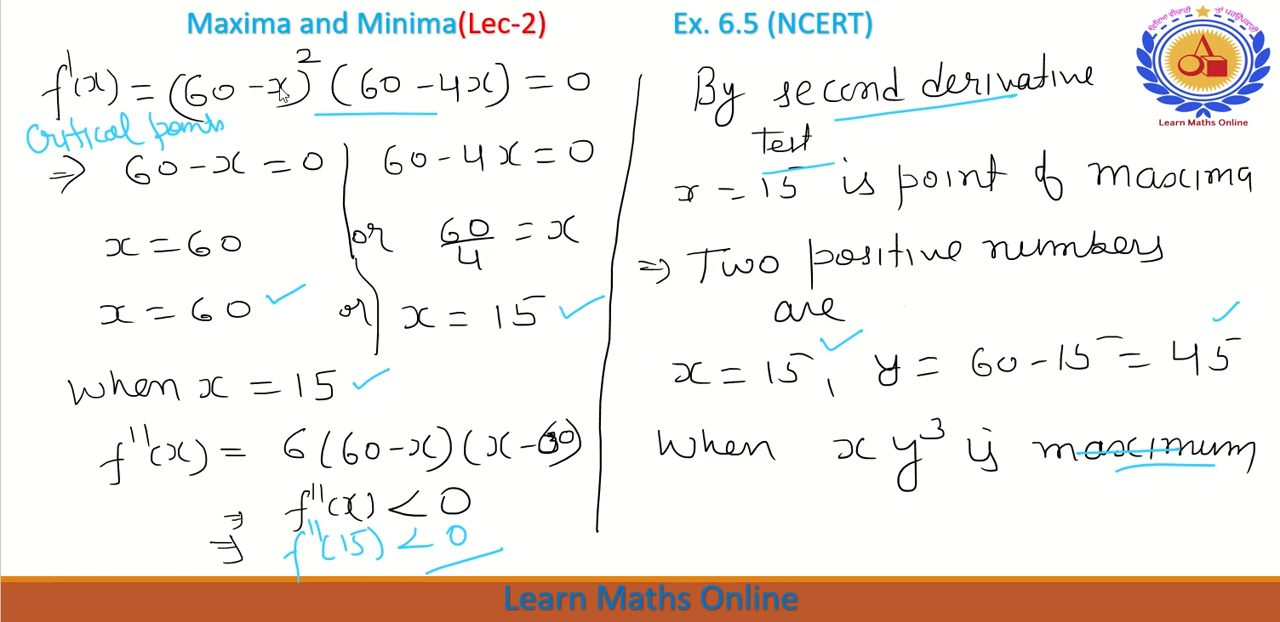 Maxima and Minima(Lec-2) Ex. 6.5 (NCERT)
f'(x) = (60 - x)² (60 - 4x) = 0
Critical points
⇒ 60 - x = 0 | 60 - 4x = 0
x = 60 or 60/4 = x
x = 60 ✓ or x = 15 ✓
when x = 15 ✓
f''(x) = 6(60 - x)(x - 30)
⇒ f''(x) < 0
⇒ f''(15) < 0
By second derivative
test
x = 15 is point of maxima
⇒ Two positive numbers
are
x = 15, ✓ y = 60 - 15 = 45 ✓
when xy³ is maximum
Learn Maths Online
Learn Maths Online